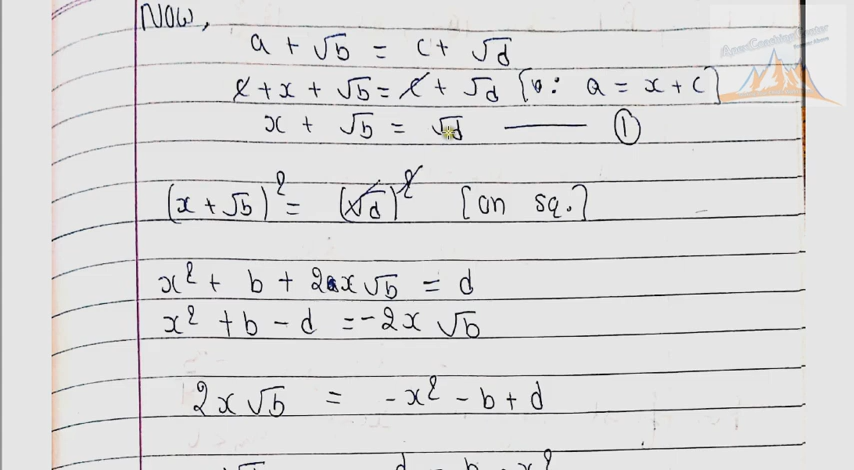 Now,
a + √b = c + √d
c + x + √b = c + √d [∵ a = x + c]
x + √b = √d —— ①
(x + √b)² = (√d)² [on sq.]
x² + b + 2x√b = d
x² + b - d = -2x √b
2x √b = -x² - b + d